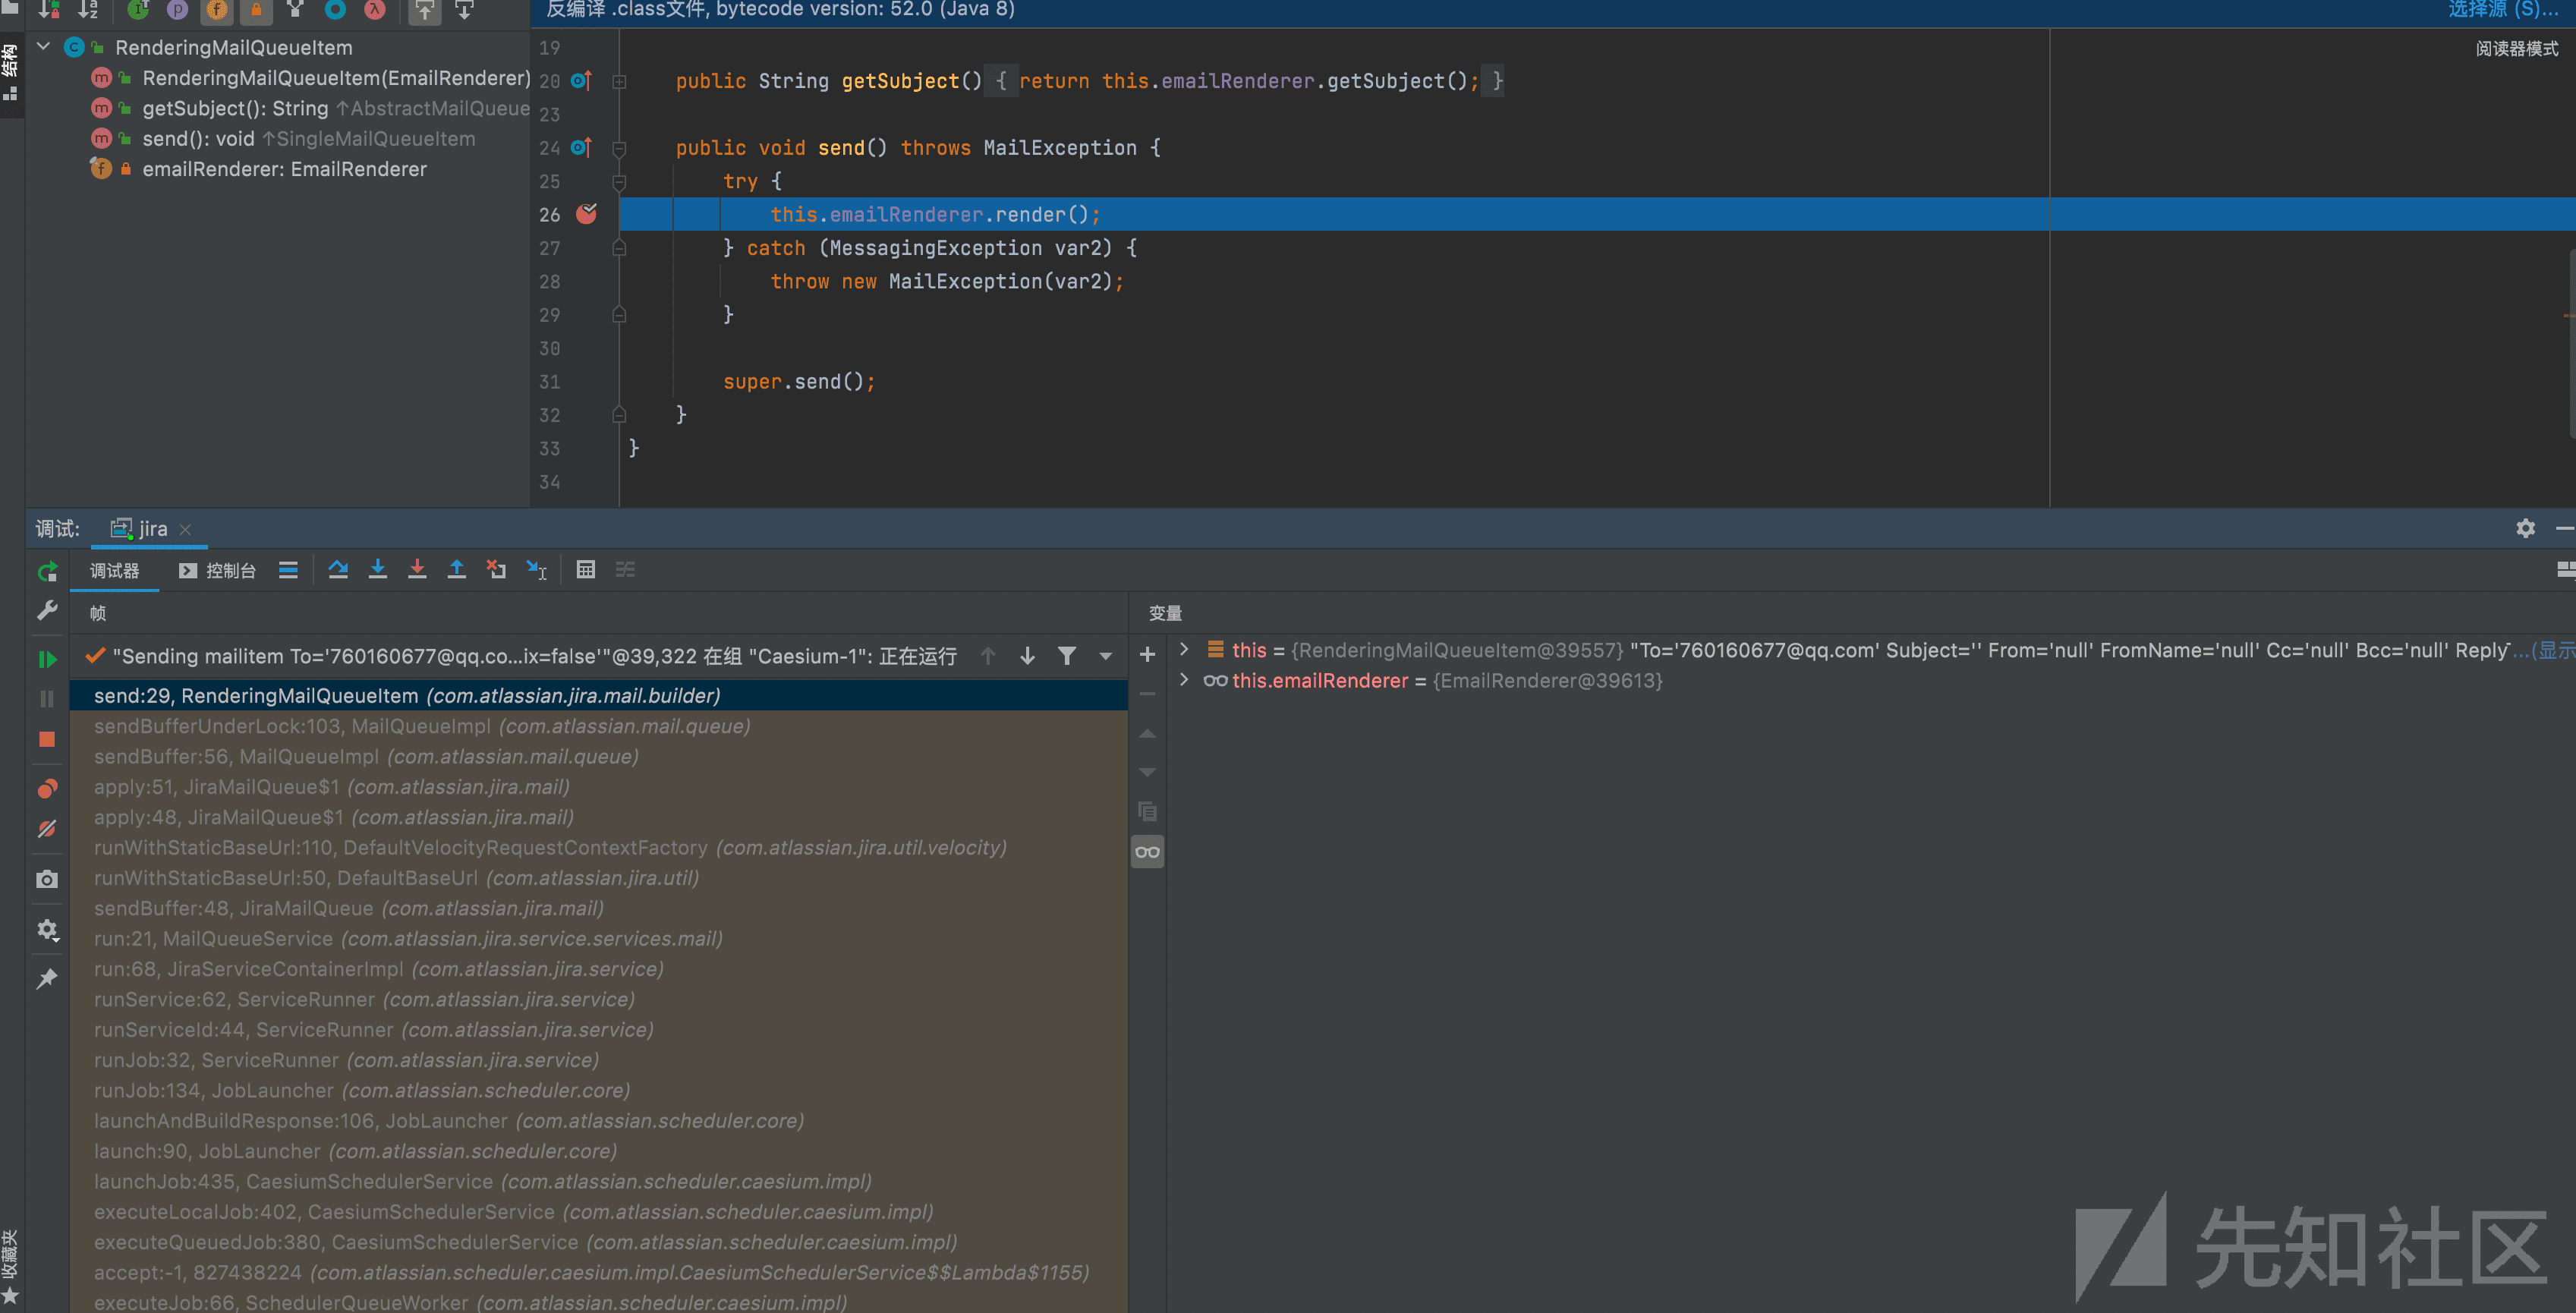 反编译 .class文件, bytecode version: 52.0 (Java 8)
选择源 (S)...
结构
RenderingMailQueueItem
RenderingMailQueueItem(EmailRenderer)
getSubject(): String ↑AbstractMailQueue
send(): void ↑SingleMailQueueItem
emailRenderer: EmailRenderer
阅读器模式
19
20 public String getSubject() { return this.emailRenderer.getSubject(); }
23
24 public void send() throws MailException {
25 try {
26 this.emailRenderer.render();
27 } catch (MessagingException var2) {
28 throw new MailException(var2);
29 }
30
31 super.send();
32 }
33 }
34
调试: jira
调试器 控制台
帧
变量
"Sending mailitem To='760160677@qq.co...ix=false'"@39,322 在组 "Caesium-1": 正在运行
this = {RenderingMailQueueItem@39557} "To='760160677@qq.com' Subject='' From='null' FromName='null' Cc='null' Bcc='null' Reply... (显示
this.emailRenderer = {EmailRenderer@39613}
send:29, RenderingMailQueueItem (com.atlassian.jira.mail.builder)
sendBufferUnderLock:103, MailQueueImpl (com.atlassian.mail.queue)
sendBuffer:56, MailQueueImpl (com.atlassian.mail.queue)
apply:51, JiraMailQueue$1 (com.atlassian.jira.mail)
apply:48, JiraMailQueue$1 (com.atlassian.jira.mail)
runWithStaticBaseUrl:110, DefaultVelocityRequestContextFactory (com.atlassian.jira.util.velocity)
runWithStaticBaseUrl:50, DefaultBaseUrl (com.atlassian.jira.util)
sendBuffer:48, JiraMailQueue (com.atlassian.jira.mail)
run:21, MailQueueService (com.atlassian.jira.service.services.mail)
run:68, JiraServiceContainerImpl (com.atlassian.jira.service)
runService:62, ServiceRunner (com.atlassian.jira.service)
runServiceId:44, ServiceRunner (com.atlassian.jira.service)
runJob:32, ServiceRunner (com.atlassian.jira.service)
runJob:134, JobLauncher (com.atlassian.scheduler.core)
launchAndBuildResponse:106, JobLauncher (com.atlassian.scheduler.core)
launch:90, JobLauncher (com.atlassian.scheduler.core)
launchJob:435, CaesiumSchedulerService (com.atlassian.scheduler.caesium.impl)
executeLocalJob:402, CaesiumSchedulerService (com.atlassian.scheduler.caesium.impl)
executeQueuedJob:380, CaesiumSchedulerService (com.atlassian.scheduler.caesium.impl)
accept:-1, 827438224 (com.atlassian.scheduler.caesium.impl.CaesiumSchedulerService$$Lambda$1155)
executeJob:66, SchedulerQueueWorker (com.atlassian.scheduler.caesium.impl)
收藏夹
先知社区